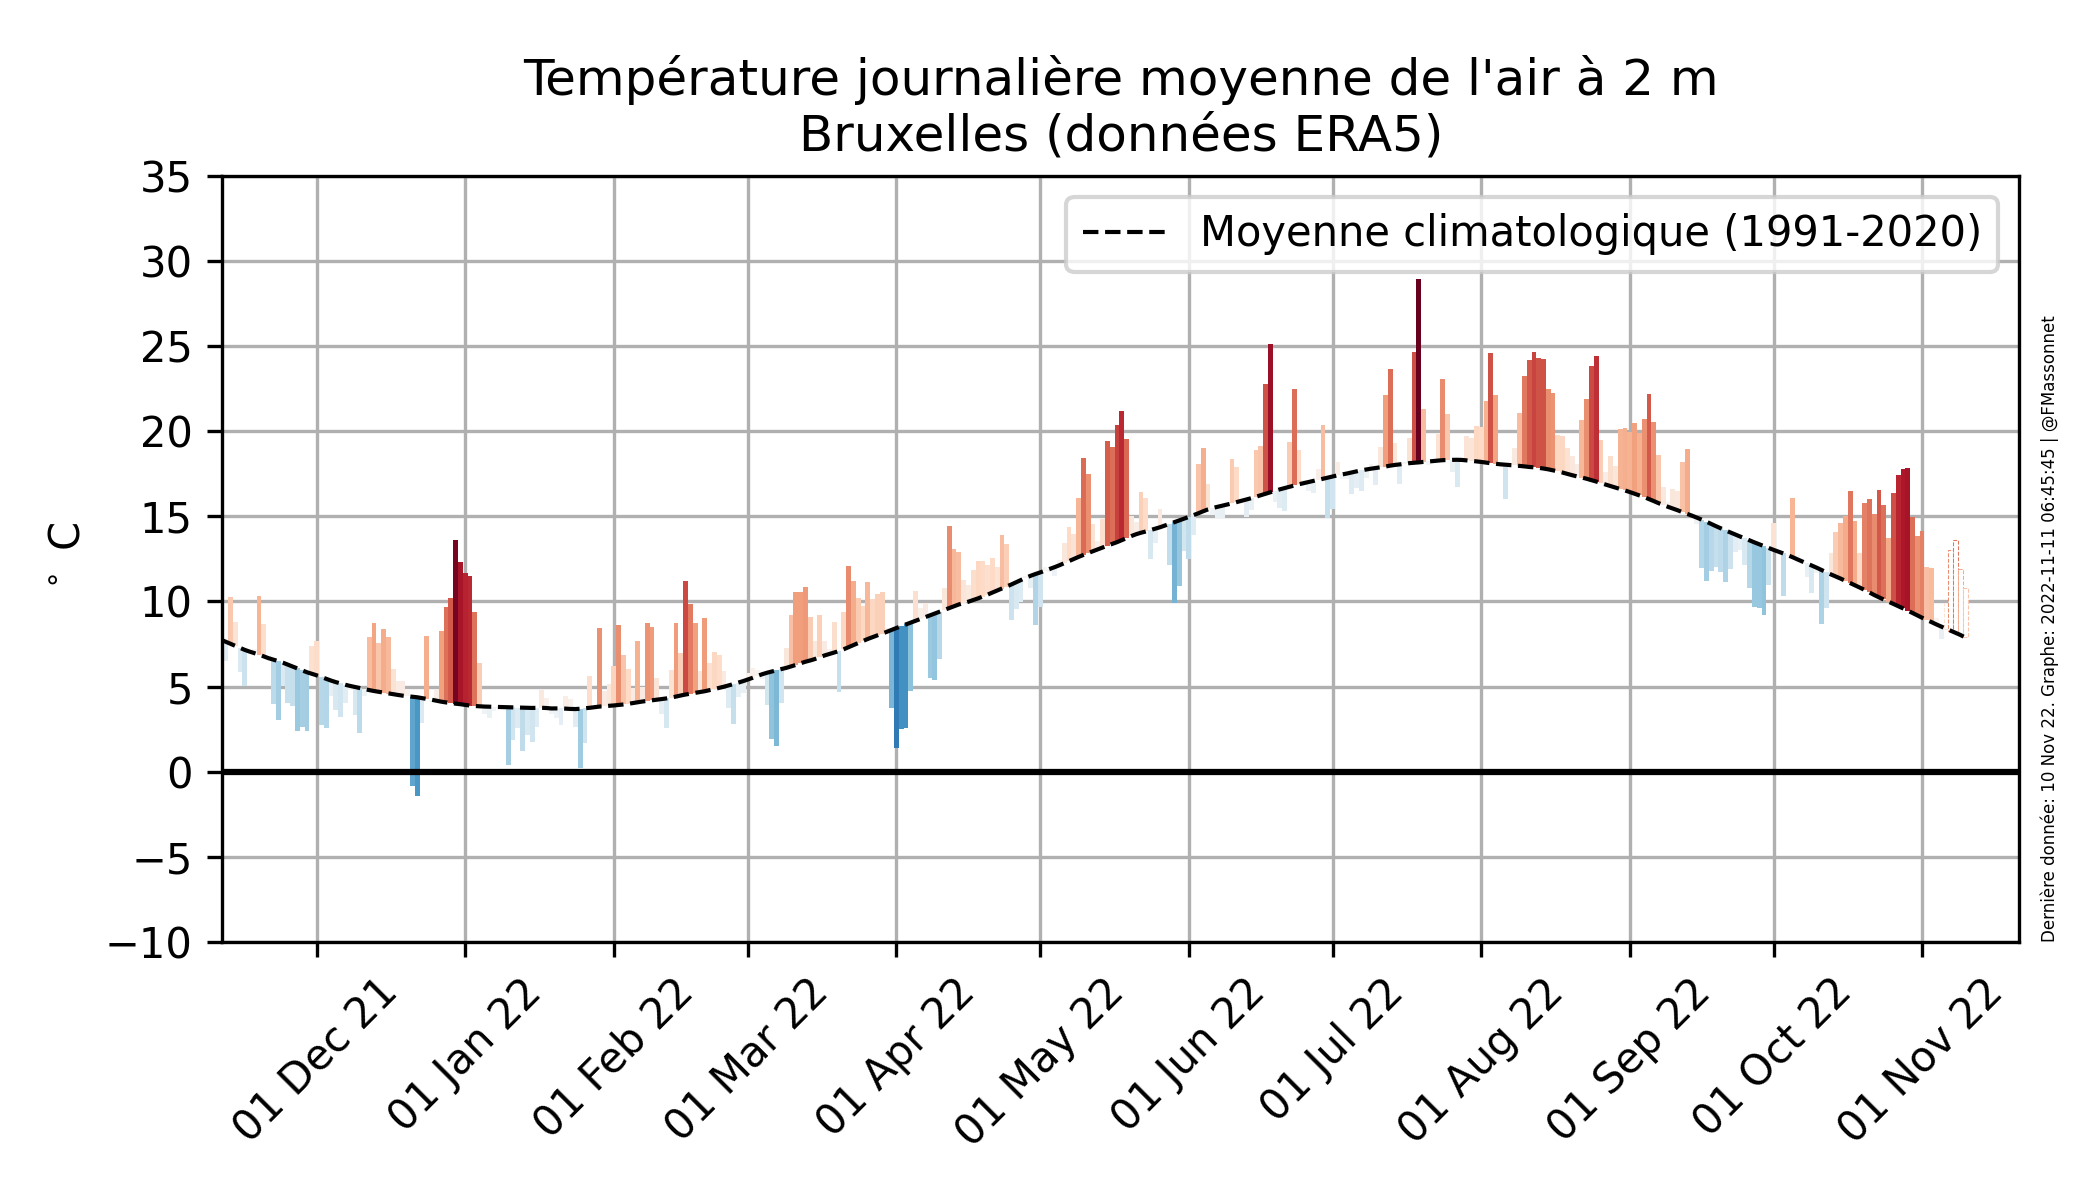 Température journalière moyenne de l'air à 2 m
Bruxelles (données ERA5)
Moyenne climatologique (1991-2020)
35
30
25
20
15
10
5
0
−5
−10
° C
01 Dec 21
01 Jan 22
01 Feb 22
01 Mar 22
01 Apr 22
01 May 22
01 Jun 22
01 Jul 22
01 Aug 22
01 Sep 22
01 Oct 22
01 Nov 22
Dernière donnée: 10 Nov 22. Graphe: 2022-11-11 06:45:45 | @FMassonnet